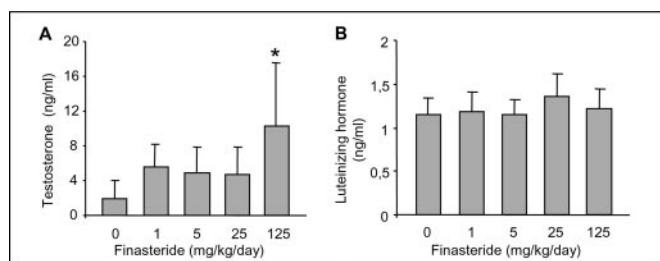 A
20
16
12
8
4
0
Testosterone (ng/ml)
*
0 1 5 25 125
Finasteride (mg/kg/day)
B
2
1,5
1
0,5
0
Luteinizing hormone
(ng/ml)
0 1 5 25 125
Finasteride (mg/kg/day)